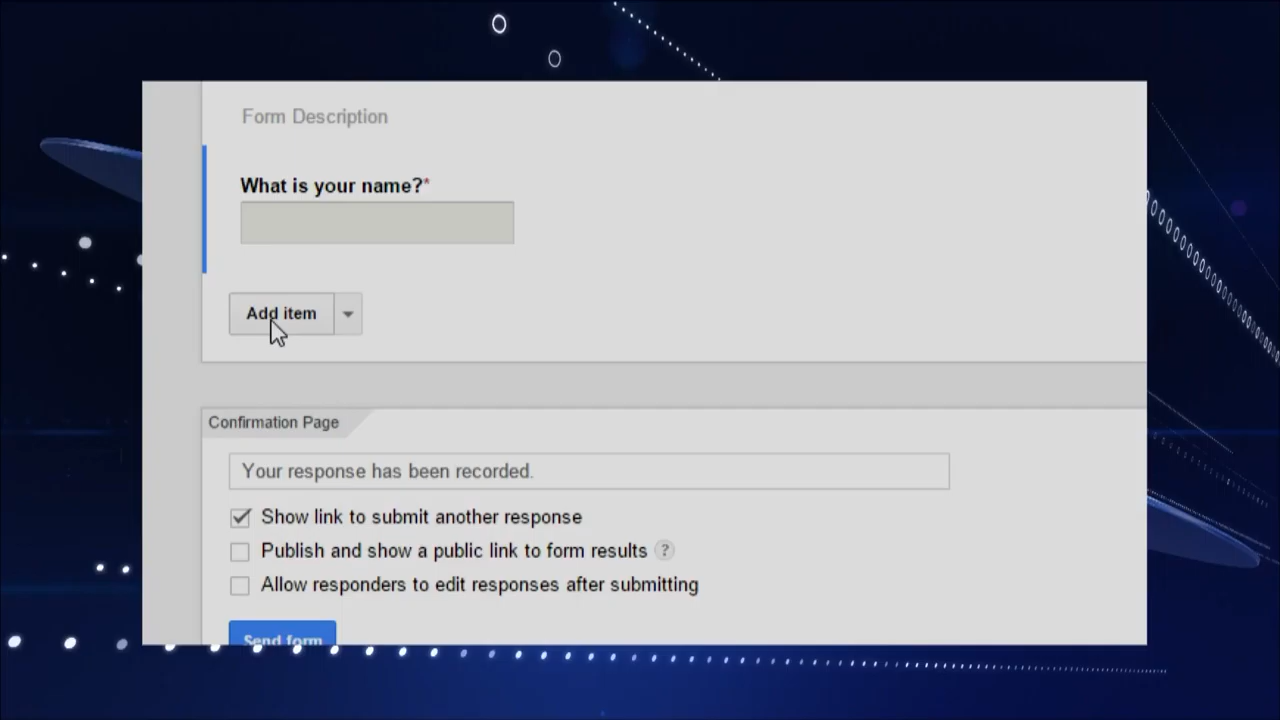 Form Description
What is your name?*
Add item
Confirmation Page
Your response has been recorded.
Show link to submit another response
Publish and show a public link to form results ?
Allow responders to edit responses after submitting
Send form